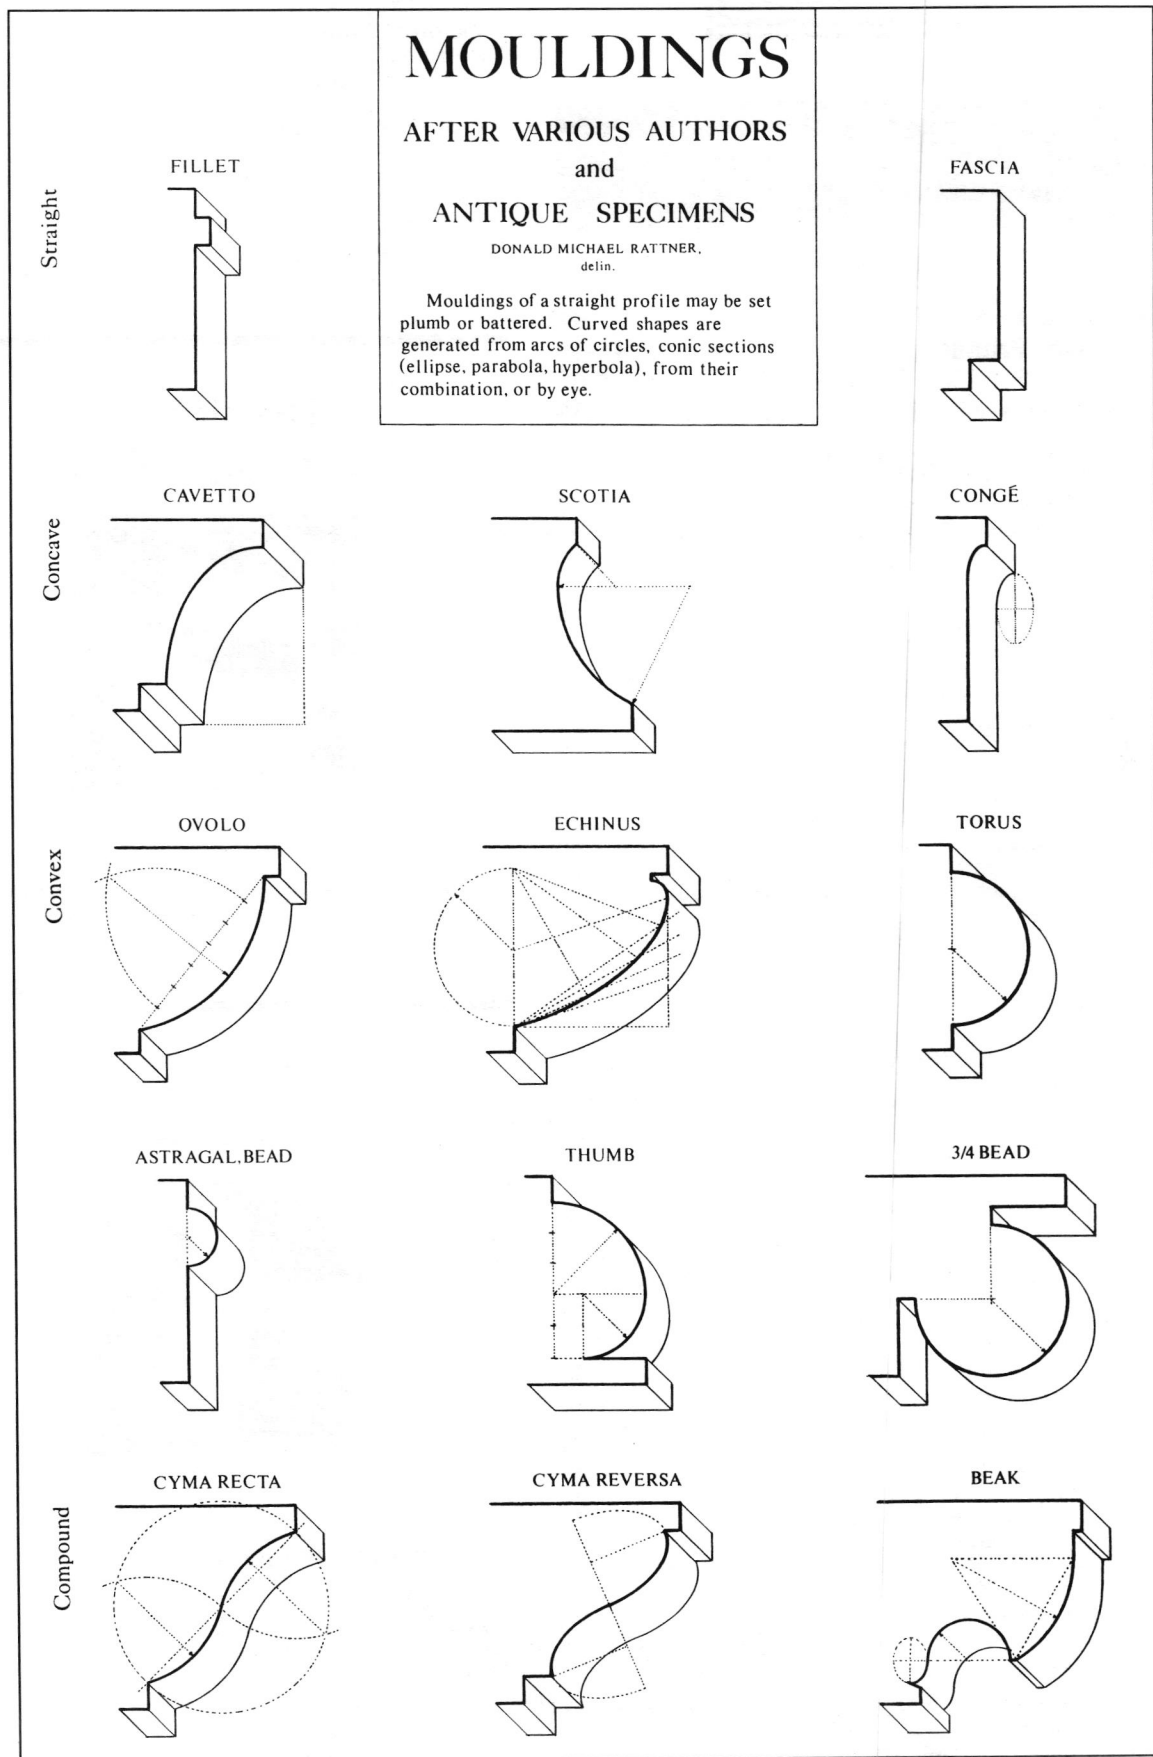 MOULDINGS
AFTER VARIOUS AUTHORS
and
ANTIQUE SPECIMENS
DONALD MICHAEL RATTNER,
delin.
Mouldings of a straight profile may be set
plumb or battered. Curved shapes are
generated from arcs of circles, conic sections
(ellipse, parabola, hyperbola), from their
combination, or by eye.
Straight
FILLET
FASCIA
Concave
CAVETTO
SCOTIA
CONGÉ
Convex
OVOLO
ECHINUS
TORUS
ASTRAGAL, BEAD
THUMB
3/4 BEAD
Compound
CYMA RECTA
CYMA REVERSA
BEAK